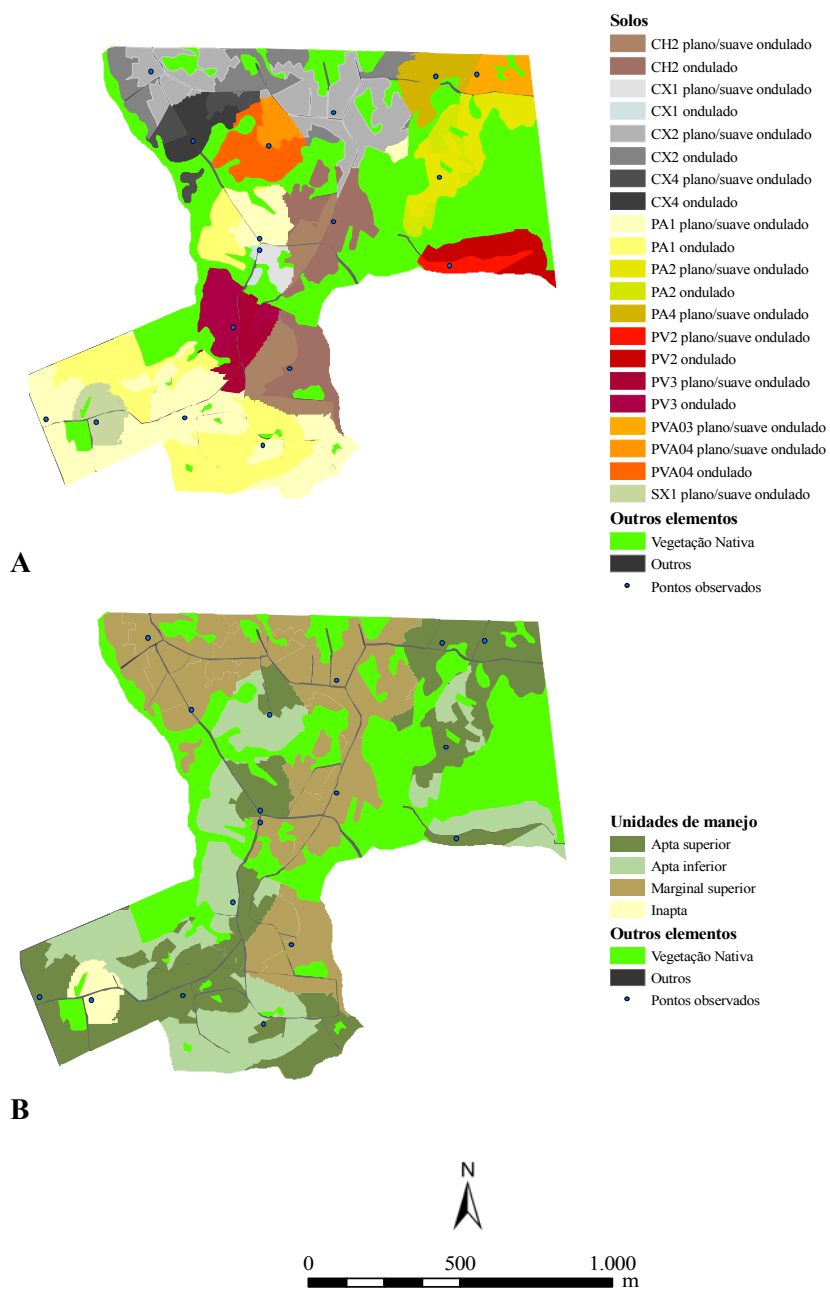 Solos
CH2 plano/suave ondulado
CH2 ondulado
CX1 plano/suave ondulado
CX1 ondulado
CX2 plano/suave ondulado
CX2 ondulado
CX4 plano/suave ondulado
CX4 ondulado
PA1 plano/suave ondulado
PA1 ondulado
PA2 plano/suave ondulado
PA2 ondulado
PA4 plano/suave ondulado
PV2 plano/suave ondulado
PV2 ondulado
PV3 plano/suave ondulado
PV3 ondulado
PVA03 plano/suave ondulado
PVA04 plano/suave ondulado
PVA04 ondulado
SX1 plano/suave ondulado
Outros elementos
Vegetação Nativa
Outros
Pontos observados
A
Unidades de manejo
Apta superior
Apta inferior
Marginal superior
Inapta
Outros elementos
Vegetação Nativa
Outros
Pontos observados
B
N
0 500 1.000
m